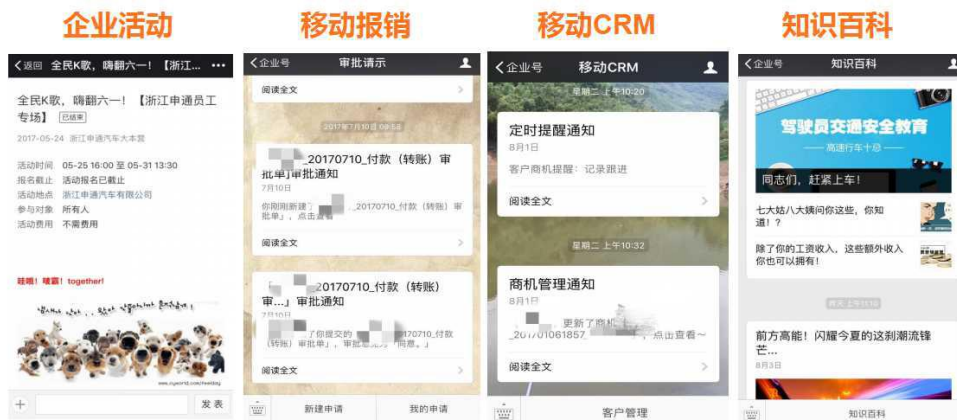 企业活动
移动报销
移动CRM
知识百科
返回 全民K歌，嗨翻六一！【浙江... •••
全民K歌，嗨翻六一！【浙江申通员工
专场】 已结束
2017-05-24 浙江申通汽车大本营
活动时间 05-25 16:00 至 05-31 13:30
报名截止 活动报名已截止
活动地点 浙江申通汽车有限公司
参与对象 所有人
活动费用 不需费用
哇哦！嗜霸！together!
www.cyworld.com/feeldog
发表
企业号 审批请示
阅读全文
2017年7月10日 09:58
_20170710_付款（转账）审
批单]审批通知
7月10日
你刚刚新建了 _20170710_付款（转账）审
批单」，点击查看
阅读全文
20170710_付款（转账）
审...」审批通知
7月10日
了你提交的 0170710_付款
（转账）审批单」，审批 「同意。」
阅读全文
新建申请 我的申请
企业号 移动CRM
星期二 上午10:20
定时提醒通知
8月1日
客户商机提醒：记录跟进
阅读全文
星期二 上午10:32
商机管理通知
8月1日
更新了商机
_201701061857 ，点击查看～
阅读全文
客户管理
企业号 知识百科
驾驶员交通安全教育
高速行车十忌
同志们，赶紧上车！
七大姑八大姨问你这些，你知
道！？
除了你的工资收入，这些额外收入
你也可以拥有！
昨天 上午11:10
前方高能！闪耀今夏的这刹潮流锋
芒...
8月3日
知识百科